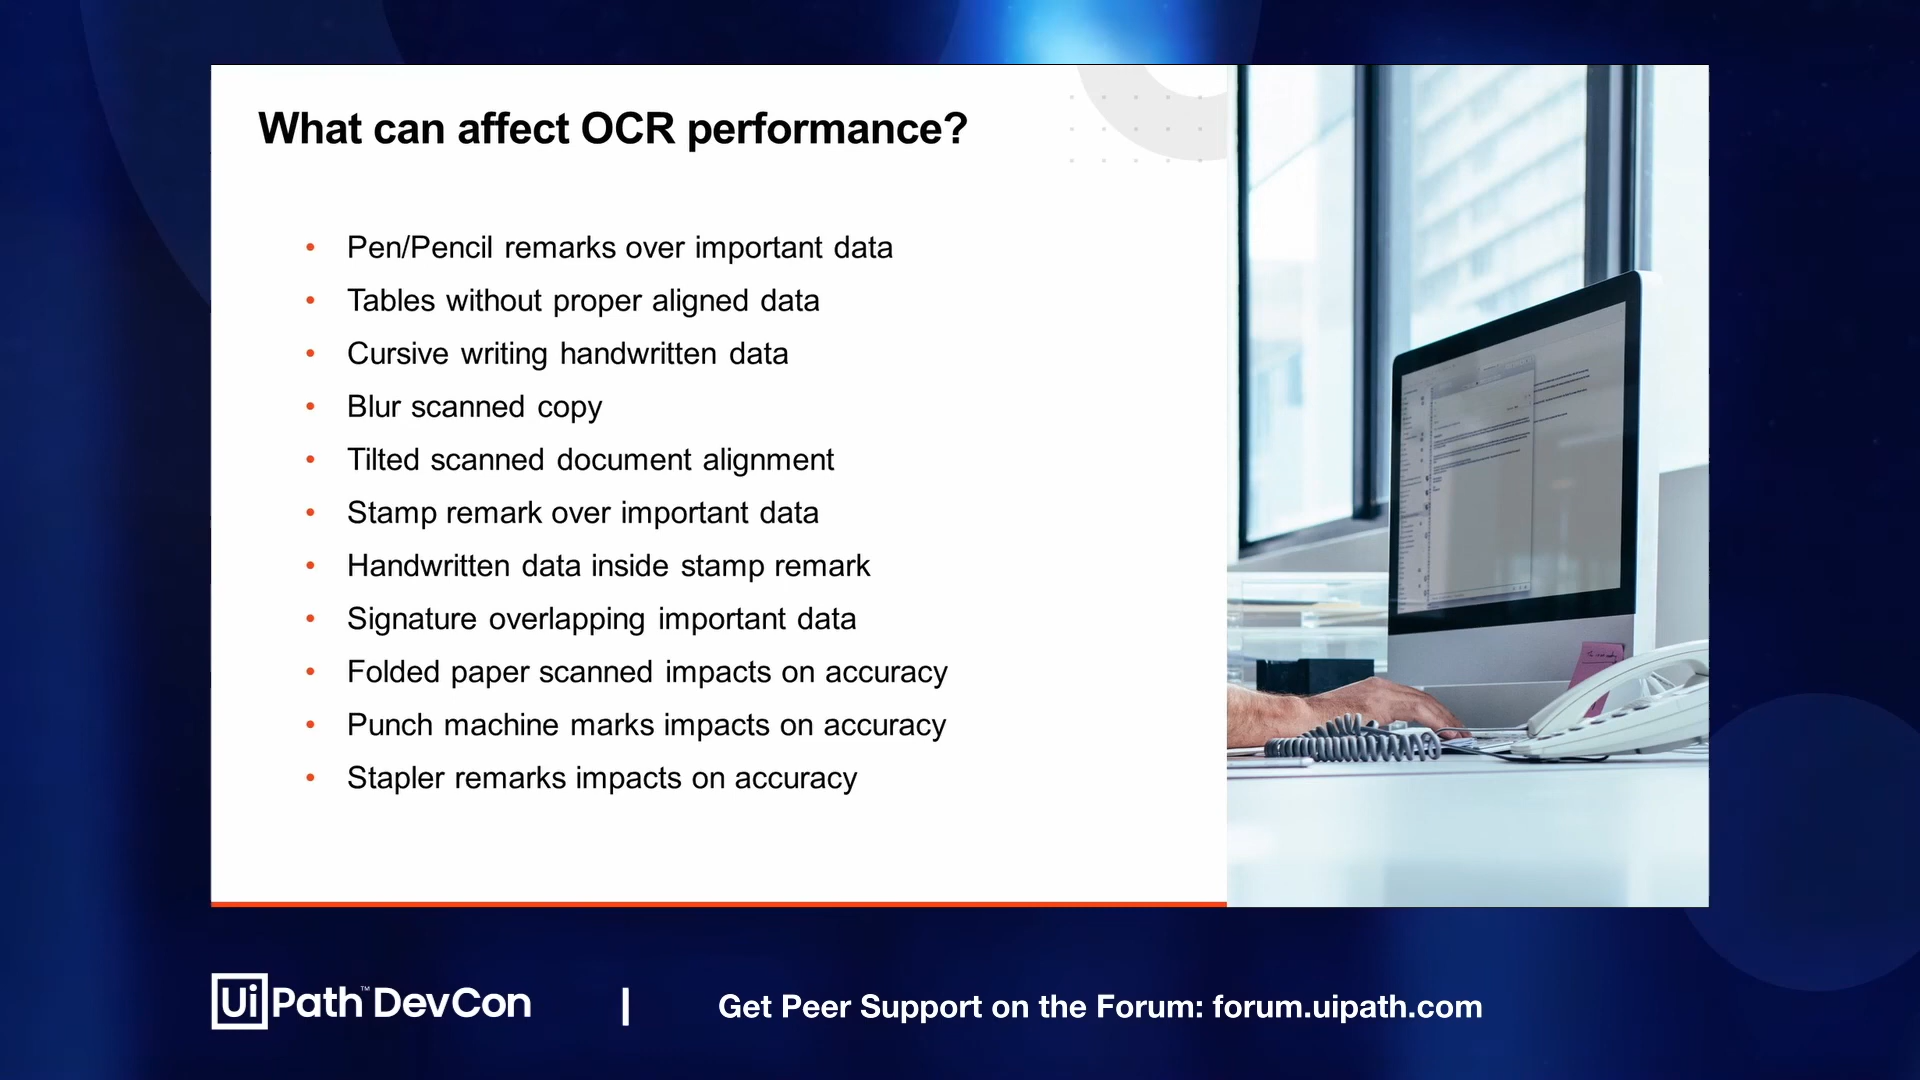 What can affect OCR performance?
• Pen/Pencil remarks over important data
• Tables without proper aligned data
• Cursive writing handwritten data
• Blur scanned copy
• Tilted scanned document alignment
• Stamp remark over important data
• Handwritten data inside stamp remark
• Signature overlapping important data
• Folded paper scanned impacts on accuracy
• Punch machine marks impacts on accuracy
• Stapler remarks impacts on accuracy
UiPath™ DevCon | Get Peer Support on the Forum: forum.uipath.com